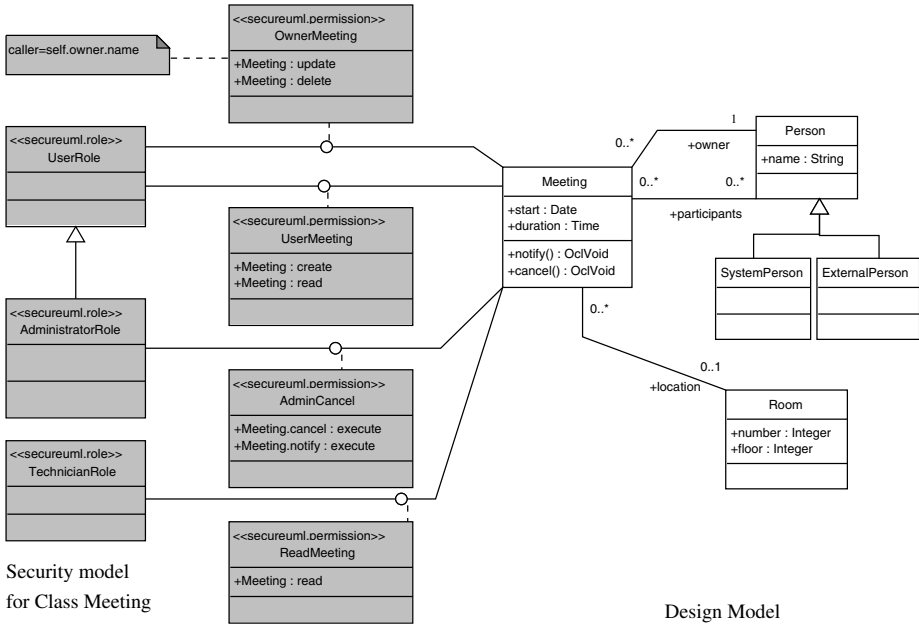 <<secureuml.permission>>
OwnerMeeting
+Meeting : update
+Meeting : delete
caller=self.owner.name
<<secureuml.role>>
UserRole
<<secureuml.permission>>
UserMeeting
+Meeting : create
+Meeting : read
<<secureuml.role>>
AdministratorRole
<<secureuml.permission>>
AdminCancel
+Meeting.cancel : execute
+Meeting.notify : execute
<<secureuml.role>>
TechnicianRole
<<secureuml.permission>>
ReadMeeting
+Meeting : read
Security model
for Class Meeting
Meeting
+start : Date
+duration : Time
+notify() : OclVoid
+cancel() : OclVoid
0..*
1
+owner
0..*
0..*
+participants
Person
+name : String
SystemPerson
ExternalPerson
0..*
0..1
+location
Room
+number : Integer
+floor : Integer
Design Model